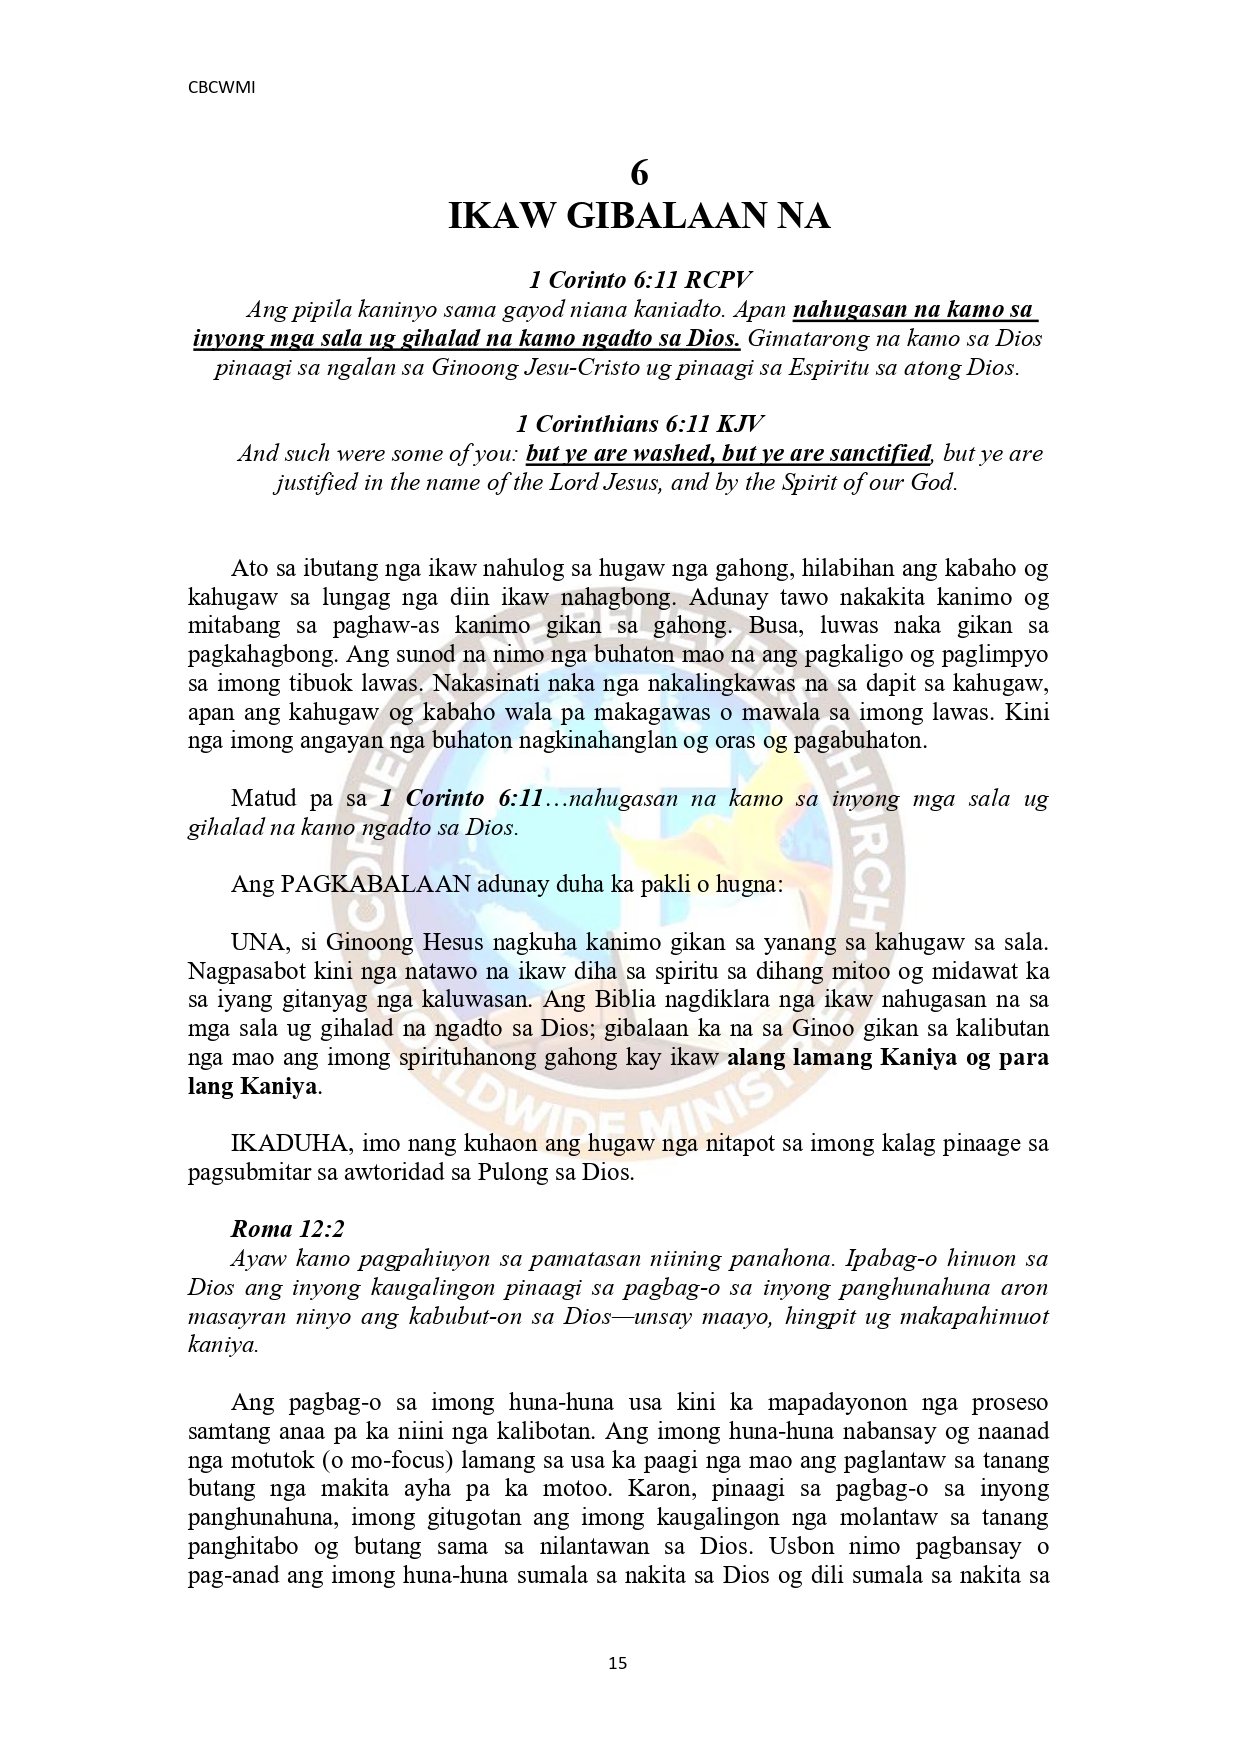 CBCWMI
6
IKAW GIBALAAN NA
1 Corinto 6:11 RCPV
Ang pipila kaninyo sama gayod niana kaniadto. Apan nahugasan na kamo sa
inyong mga sala ug gihalad na kamo ngadto sa Dios. Gimatarong na kamo sa Dios
pinaagi sa ngalan sa Ginoong Jesu-Cristo ug pinaagi sa Espiritu sa atong Dios.
1 Corinthians 6:11 KJV
And such were some of you: but ye are washed, but ye are sanctified, but ye are
justified in the name of the Lord Jesus, and by the Spirit of our God.
Ato sa ibutang nga ikaw nahulog sa hugaw nga gahong, hilabihan ang kabaho og
kahugaw sa lungag nga diin ikaw nahagbong. Adunay tawo nakakita kanimo og
mitabang sa paghaw-as kanimo gikan sa gahong. Busa, luwas naka gikan sa
pagkahagbong. Ang sunod na nimo nga buhaton mao na ang pagkaligo og paglimpyo
sa imong tibuok lawas. Nakasinati naka nga nakalingkawas na sa dapit sa kahugaw,
apan ang kahugaw og kabaho wala pa makagawas o mawala sa imong lawas. Kini
nga imong angayan nga buhaton nagkinahanglan og oras og pagabuhaton.
Matud pa sa 1 Corinto 6:11…nahugasan na kamo sa inyong mga sala ug
gihalad na kamo ngadto sa Dios.
Ang PAGKABALAAN adunay duha ka pakli o hugna:
UNA, si Ginoong Hesus nagkuha kanimo gikan sa yanang sa kahugaw sa sala.
Nagpasabot kini nga natawo na ikaw diha sa spiritu sa dihang mitoo og midawat ka
sa iyang gitanyag nga kaluwasan. Ang Biblia nagdiklara nga ikaw nahugasan na sa
mga sala ug gihalad na ngadto sa Dios; gibalaan ka na sa Ginoo gikan sa kalibutan
nga mao ang imong spirituhanong gahong kay ikaw alang lamang Kaniya og para
lang Kaniya.
IKADUHA, imo nang kuhaon ang hugaw nga nitapot sa imong kalag pinaage sa
pagsubmitar sa awtoridad sa Pulong sa Dios.
Roma 12:2
Ayaw kamo pagpahiuyon sa pamatasan niining panahona. Ipabag-o hinuon sa
Dios ang inyong kaugalingon pinaagi sa pagbag-o sa inyong panghunahuna aron
masayran ninyo ang kabubut-on sa Dios—unsay maayo, hingpit ug makapahimuot
kaniya.
Ang pagbag-o sa imong huna-huna usa kini ka mapadayonon nga proseso
samtang anaa pa ka niini nga kalibotan. Ang imong huna-huna nabansay og naanad
nga motutok (o mo-focus) lamang sa usa ka paagi nga mao ang paglantaw sa tanang
butang nga makita ayha pa ka motoo. Karon, pinaagi sa pagbag-o sa inyong
panghunahuna, imong gitugotan ang imong kaugalingon nga molantaw sa tanang
panghitabo og butang sama sa nilantawan sa Dios. Usbon nimo pagbansay o
pag-anad ang imong huna-huna sumala sa nakita sa Dios og dili sumala sa nakita sa
CORNERSTONE BELIEVERS CHURCH
WORLDWIDE MINISTRIES
15